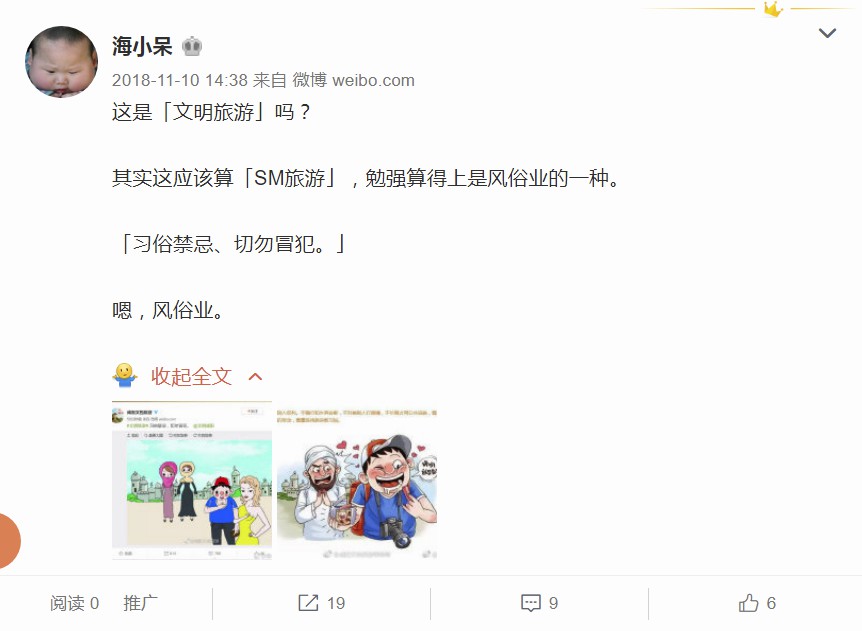 海小呆
2018-11-10 14:38 来自 微博 weibo.com
这是「文明旅游」吗？
其实这应该算「SM旅游」，勉强算得上是风俗业的一种。
「习俗禁忌、切勿冒犯。」
嗯，风俗业。
收起全文
阅读 0 推广 19 9 6